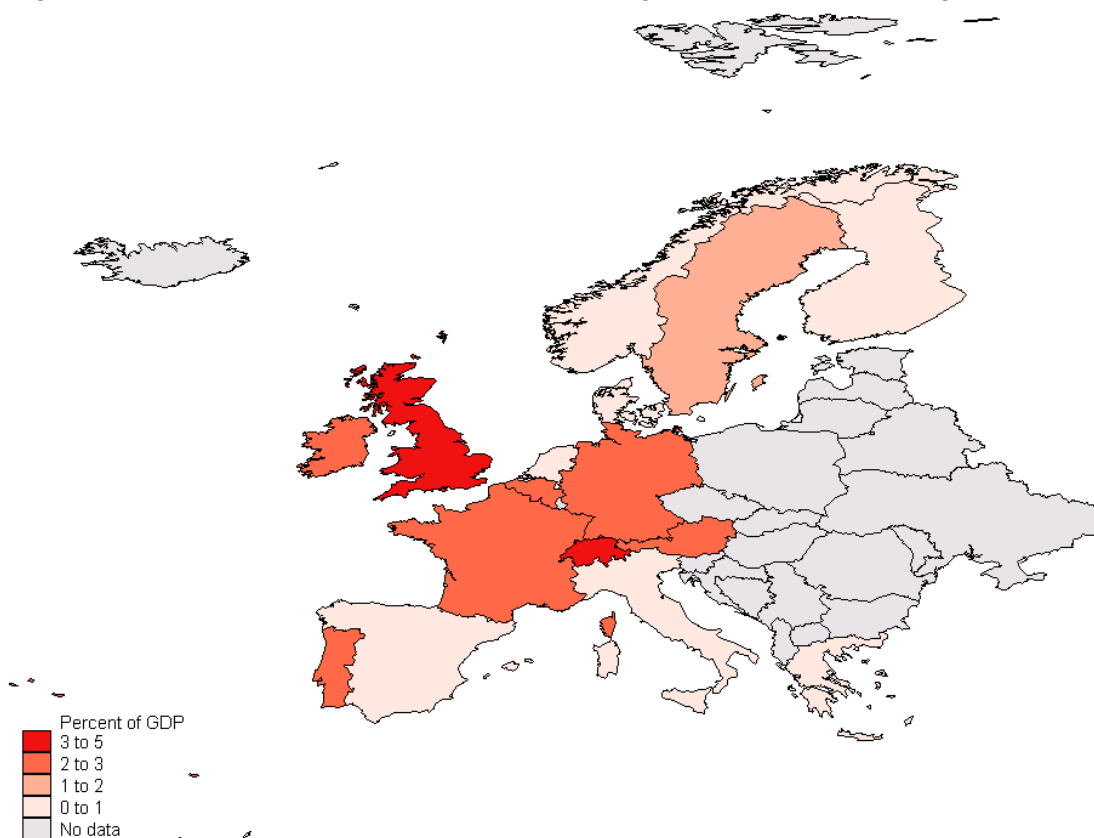 Percent of GDP
3 to 5
2 to 3
1 to 2
0 to 1
No data